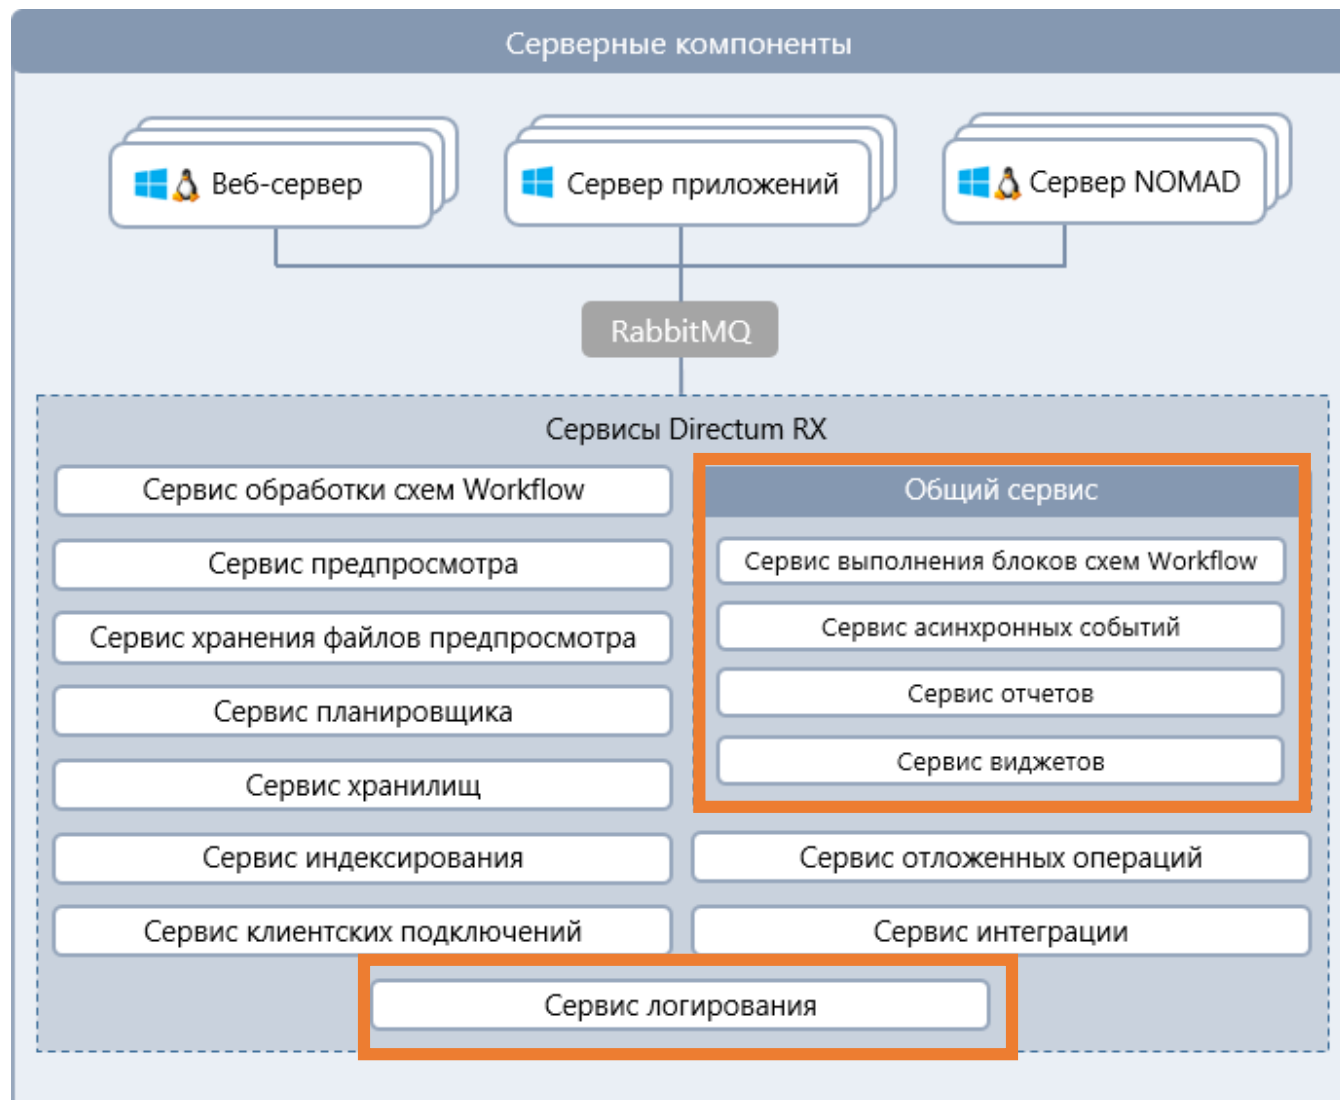 Серверные компоненты
Веб-сервер
Сервер приложений
Сервер NOMAD
RabbitMQ
Сервисы Directum RX
Сервис обработки схем Workflow
Сервис предпросмотра
Сервис хранения файлов предпросмотра
Сервис планировщика
Сервис хранилищ
Сервис индексирования
Сервис клиентских подключений
Общий сервис
Сервис выполнения блоков схем Workflow
Сервис асинхронных событий
Сервис отчетов
Сервис виджетов
Сервис отложенных операций
Сервис интеграции
Сервис логирования